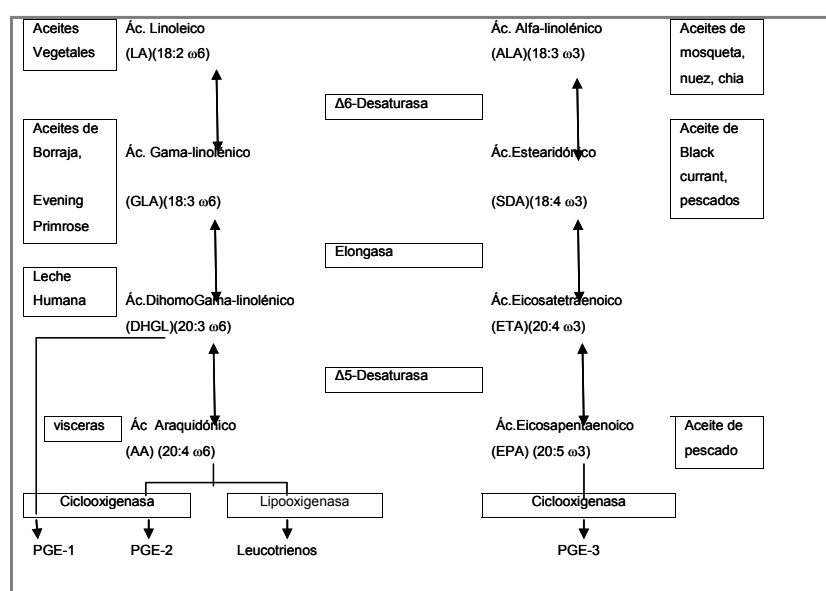 Aceites
Vegetales
Ác. Linoleico
(LA)(18:2 ω6)
Ác. Alfa-linolénico
(ALA)(18:3 ω3)
Aceites de
mosqueta,
nuez, chia
Δ6-Desaturasa
Aceites de
Borraja,
Evening
Primrose
Ác. Gama-linolénico
(GLA)(18:3 ω6)
Ác.Estearidónico
(SDA)(18:4 ω3)
Aceite de
Black
currant,
pescados
Elongasa
Leche
Humana
Ác.DihomoGama-linolénico
(DHGL)(20:3 ω6)
Ác.Eicosatetraenoico
(ETA)(20:4 ω3)
Δ5-Desaturasa
visceras
Ác Araquidónico
(AA) (20:4 ω6)
Ác.Eicosapentaenoico
(EPA) (20:5 ω3)
Aceite de
pescado
Ciclooxigenasa
Lipooxigenasa
Ciclooxigenasa
PGE-1
PGE-2
Leucotrienos
PGE-3